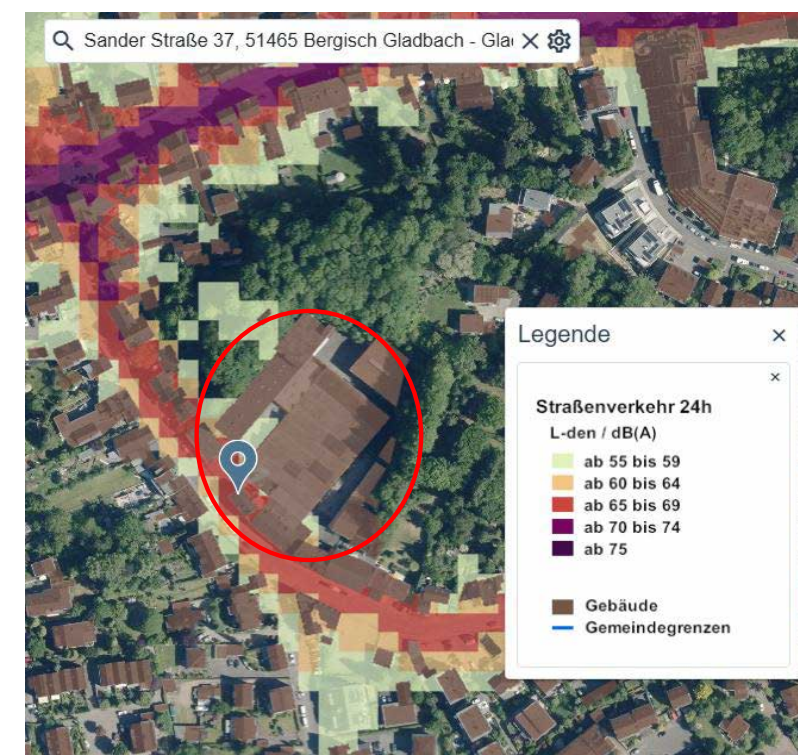 Sander Straße 37, 51465 Bergisch Gladbach - Gla
Legende
Straßenverkehr 24h
L-den / dB(A)
ab 55 bis 59
ab 60 bis 64
ab 65 bis 69
ab 70 bis 74
ab 75
Gebäude
Gemeindegrenzen